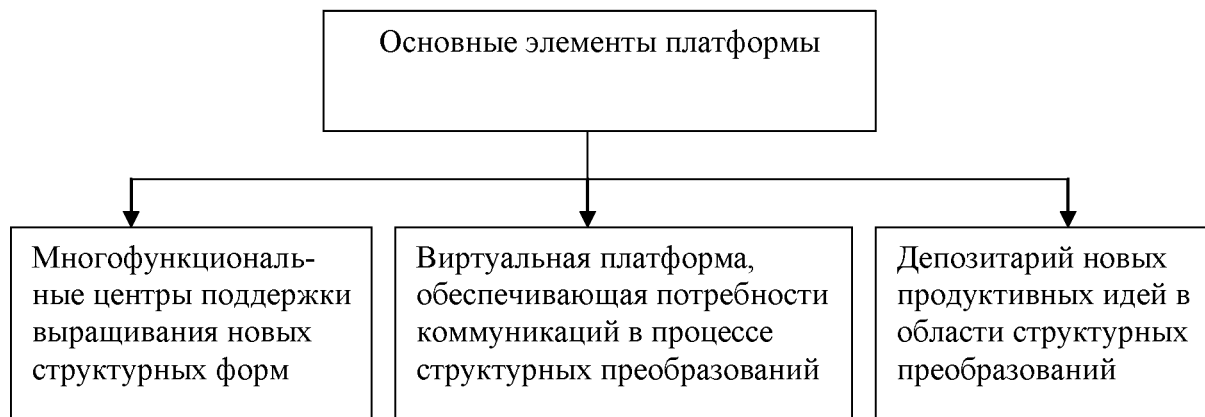 Основные элементы платформы
Многофункциональ-
ные центры поддержки
выращивания новых
структурных форм
Виртуальная платформа,
обеспечивающая потребности
коммуникаций в процессе
структурных преобразований
Депозитарий новых
продуктивных идей в
области структурных
преобразований